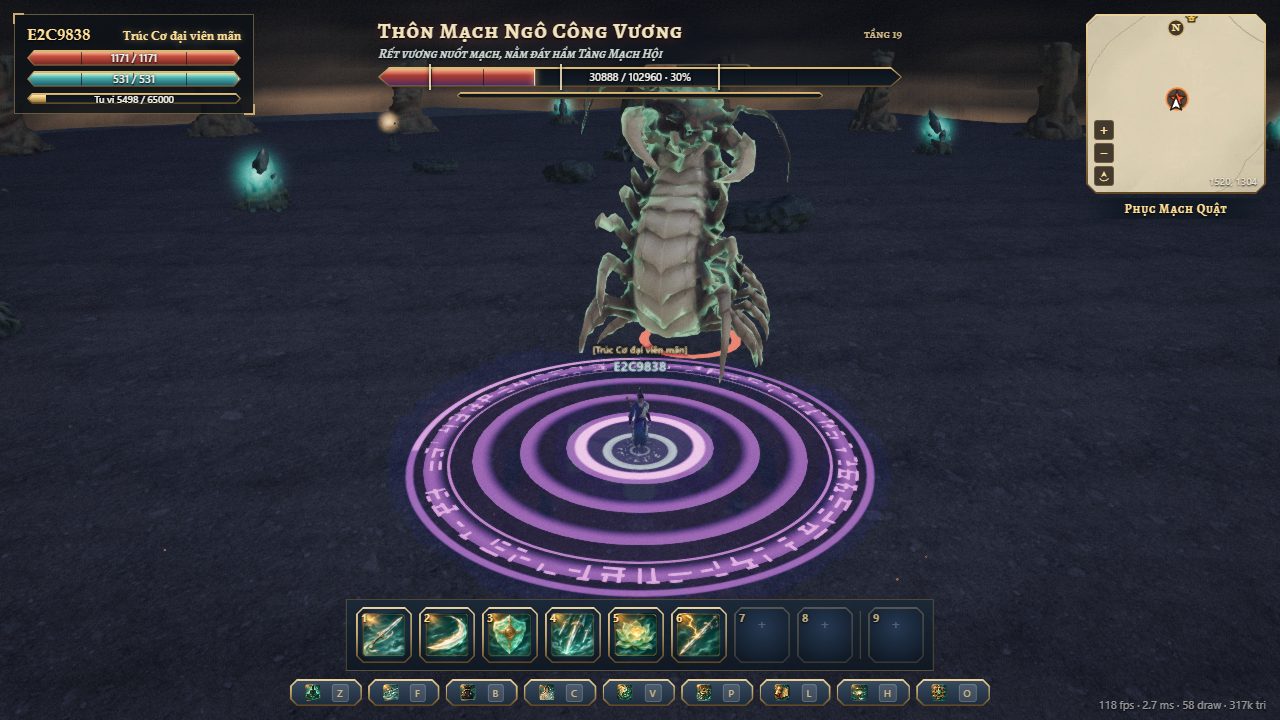 E2C9838 Trúc Cơ đại viên mãn
1171 / 1171
531 / 531
Tu vi 5498 / 65000
Thôn Mạch Ngô Công Vương
TẦNG 19
Rết vương nuốt mạch, nằm đáy hầm Tàng Mạch Hội
30888 / 102960 · 30%
N
+
−
1520, 1304
Phục Mạch Quật
[Trúc Cơ đại viên mãn]
E2C9838
1 2 3 4 5 6 7 8 9
+ + +
Z F B C V P L H O
118 fps · 2.7 ms · 58 draw · 317k tri